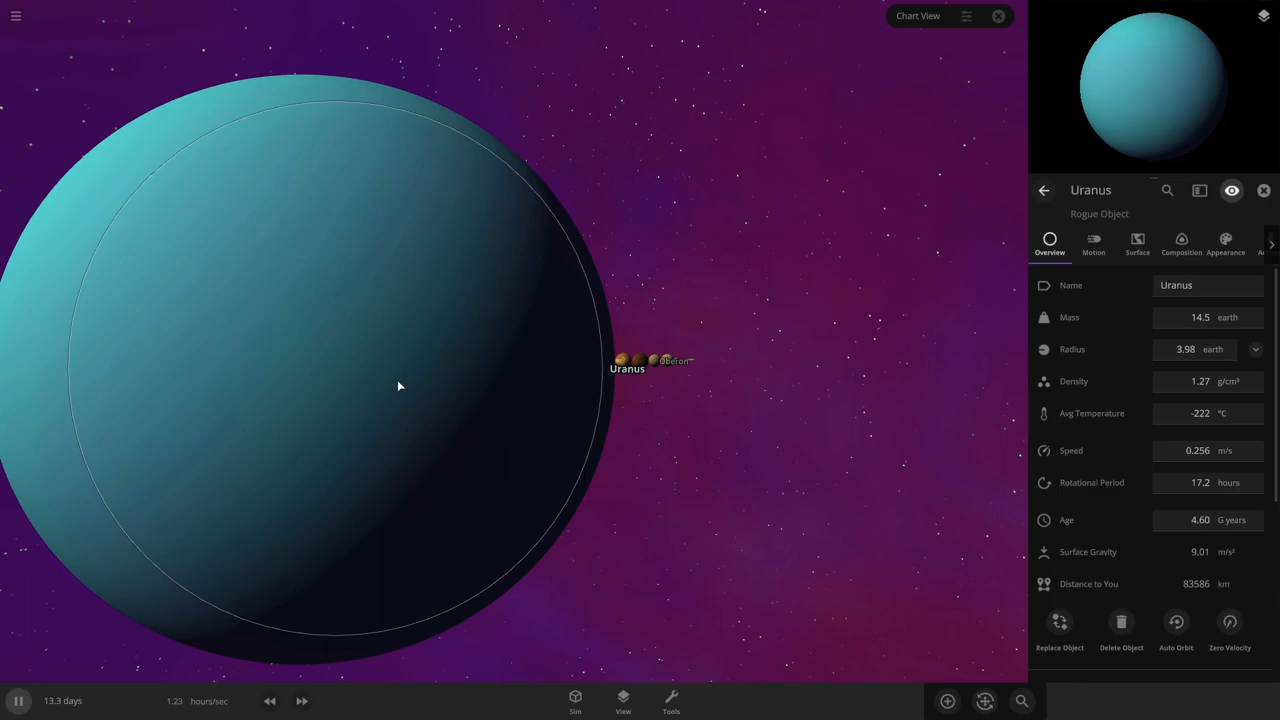 Chart View
Uranus
Rogue Object
Overview
Motion
Surface
Composition
Appearance
Name
Uranus
Mass
14.5 earth
Radius
3.98 earth
Density
1.27 g/cm³
Avg Temperature
-222 °C
Speed
0.256 m/s
Rotational Period
17.2 hours
Age
4.60 G years
Surface Gravity
9.01 m/s²
Distance to You
83586 km
Replace Object
Delete Object
Auto Orbit
Zero Velocity
Oberon
Uranus
13.3 days
1.23 hours/sec
Sim
View
Tools